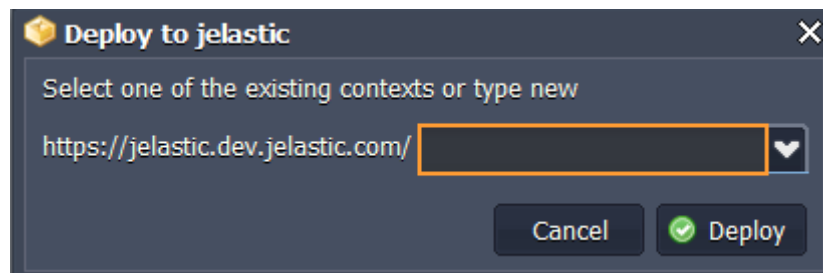 Deploy to jelastic
Select one of the existing contexts or type new
https://jelastic.dev.jelastic.com/
Cancel Deploy